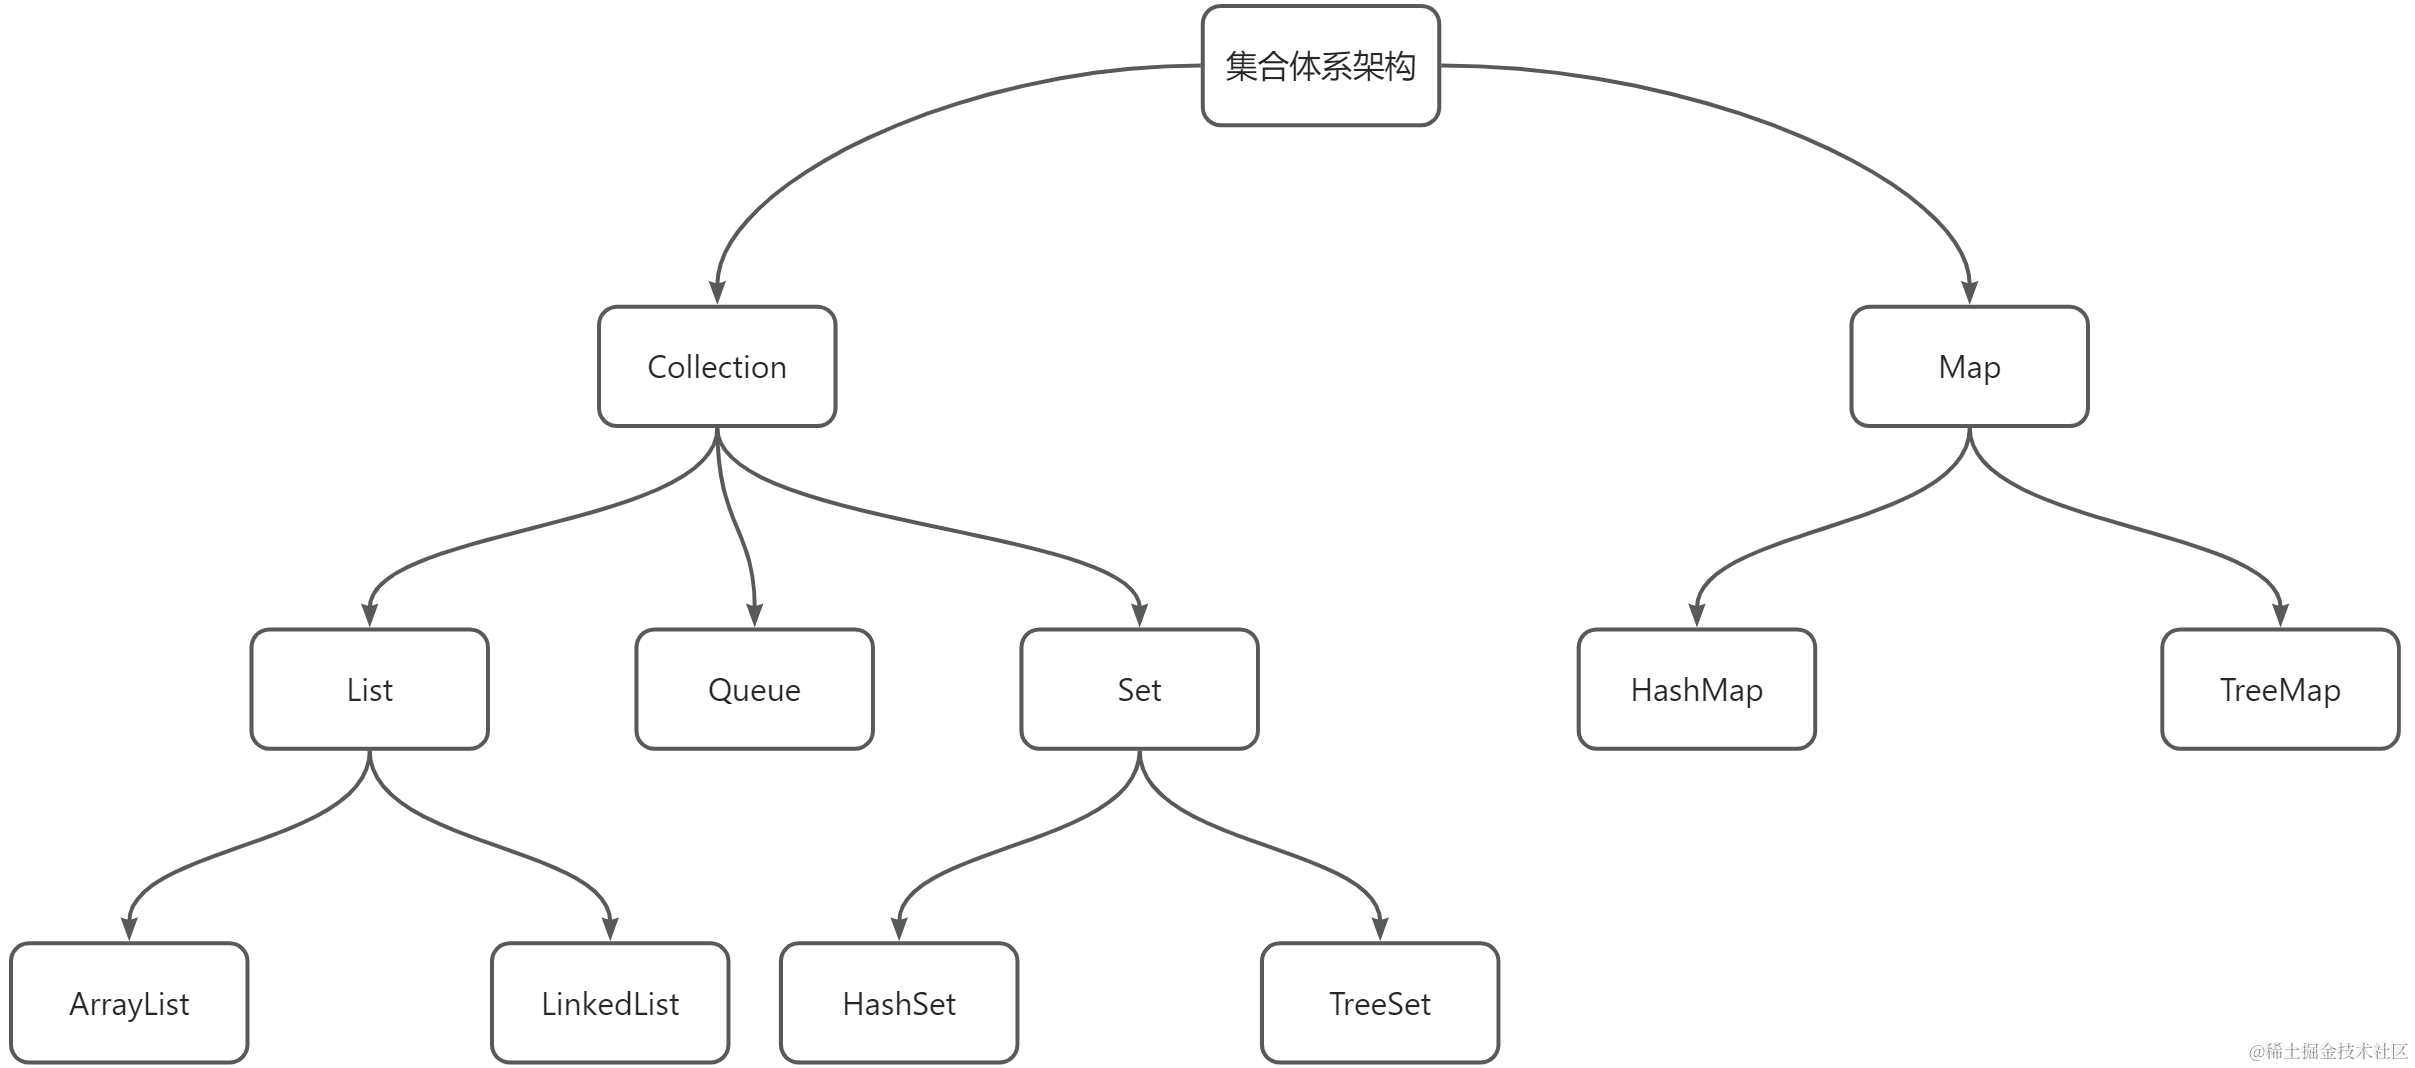 集合体系架构
Collection
Map
List
Queue
Set
HashMap
TreeMap
ArrayList
LinkedList
HashSet
TreeSet
@稀土掘金技术社区